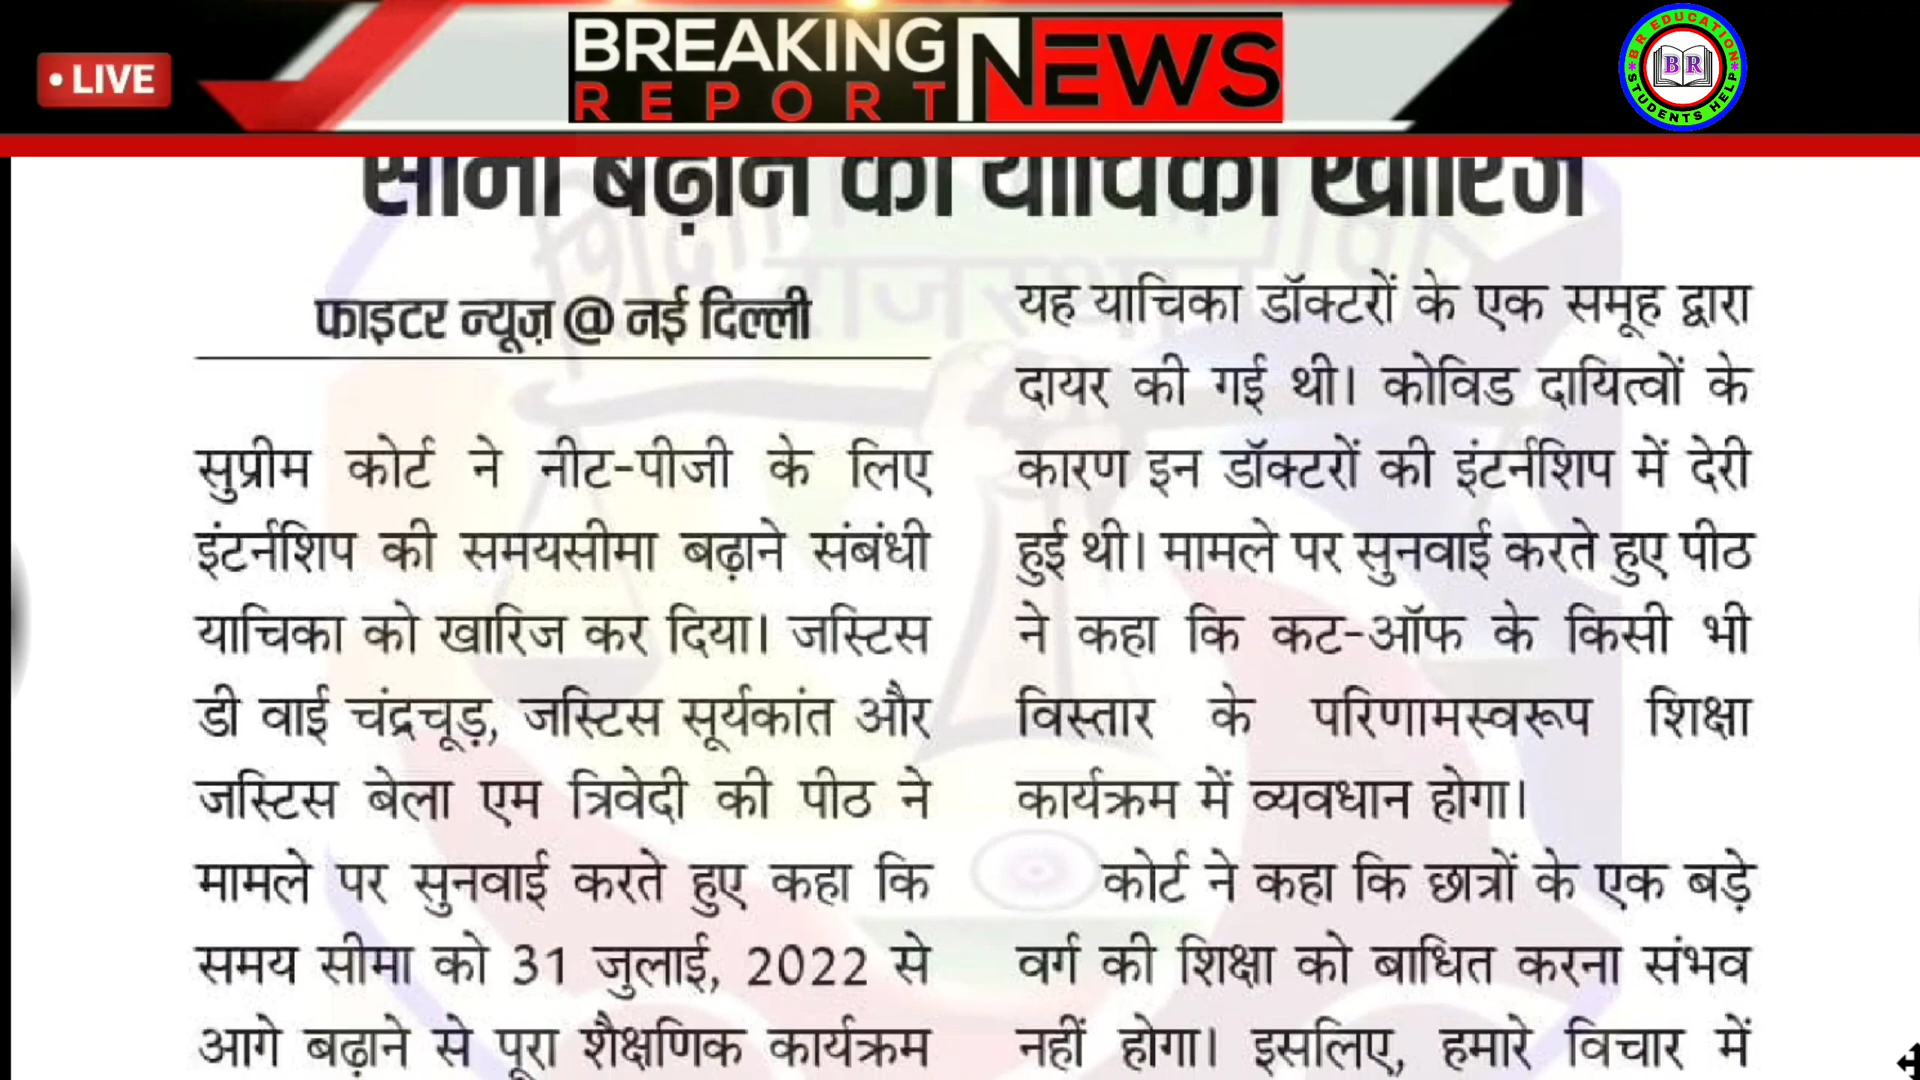 • LIVE
BREAKING
REPORT
NEWS
BR EDUCATION
BR
STUDENTS HELP
सीमा बढ़ाने की याचिका खारिज
फाइटर न्यूज़ @ नई दिल्ली
सुप्रीम कोर्ट ने नीट-पीजी के लिए
इंटर्नशिप की समयसीमा बढ़ाने संबंधी
याचिका को खारिज कर दिया। जस्टिस
डी वाई चंद्रचूड़, जस्टिस सूर्यकांत और
जस्टिस बेला एम त्रिवेदी की पीठ ने
मामले पर सुनवाई करते हुए कहा कि
समय सीमा को 31 जुलाई, 2022 से
आगे बढ़ाने से पूरा शैक्षणिक कार्यक्रम
यह याचिका डॉक्टरों के एक समूह द्वारा
दायर की गई थी। कोविड दायित्वों के
कारण इन डॉक्टरों की इंटर्नशिप में देरी
हुई थी। मामले पर सुनवाई करते हुए पीठ
ने कहा कि कट-ऑफ के किसी भी
विस्तार के परिणामस्वरूप शिक्षा
कार्यक्रम में व्यवधान होगा।
कोर्ट ने कहा कि छात्रों के एक बड़े
वर्ग की शिक्षा को बाधित करना संभव
नहीं होगा। इसलिए, हमारे विचार में
राजस्थान